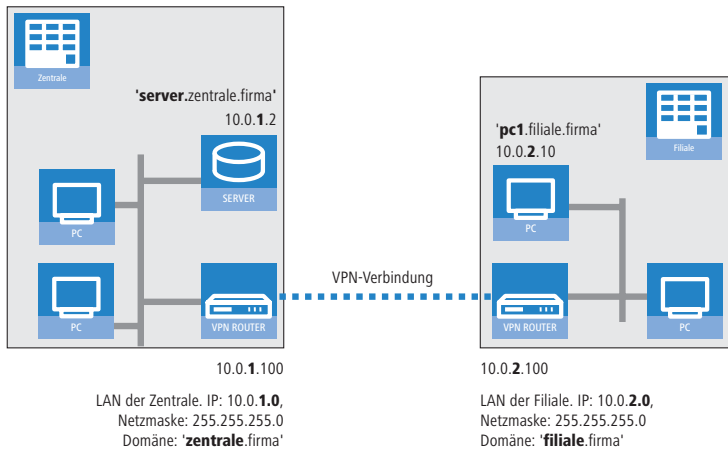 Zentrale
'server.zentrale.firma'
10.0.1.2
SERVER
PC
PC
VPN ROUTER
10.0.1.100
LAN der Zentrale. IP: 10.0.1.0,
Netzmaske: 255.255.255.0
Domäne: 'zentrale.firma'
VPN-Verbindung
Filiale
'pc1.filiale.firma'
10.0.2.10
PC
VPN ROUTER
PC
10.0.2.100
LAN der Filiale. IP: 10.0.2.0,
Netzmaske: 255.255.255.0
Domäne: 'filiale.firma'